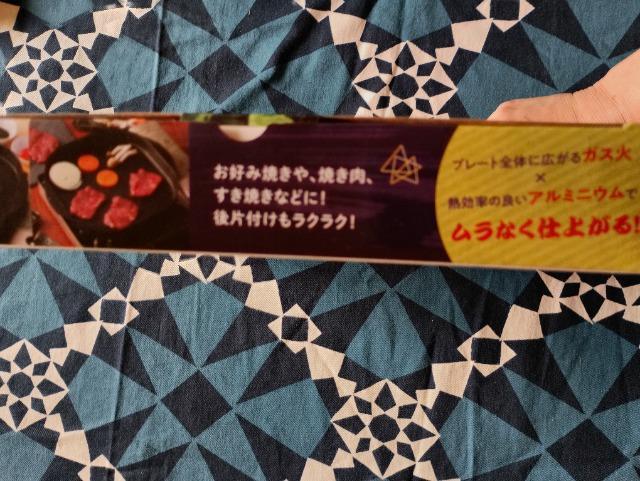 お好み焼きや、焼き肉、
すき焼きなどに!
後片付けもラクラク!
プレート全体に広がるガス火
×
熱効率の良いアルミニウムで
ムラなく仕上がる!